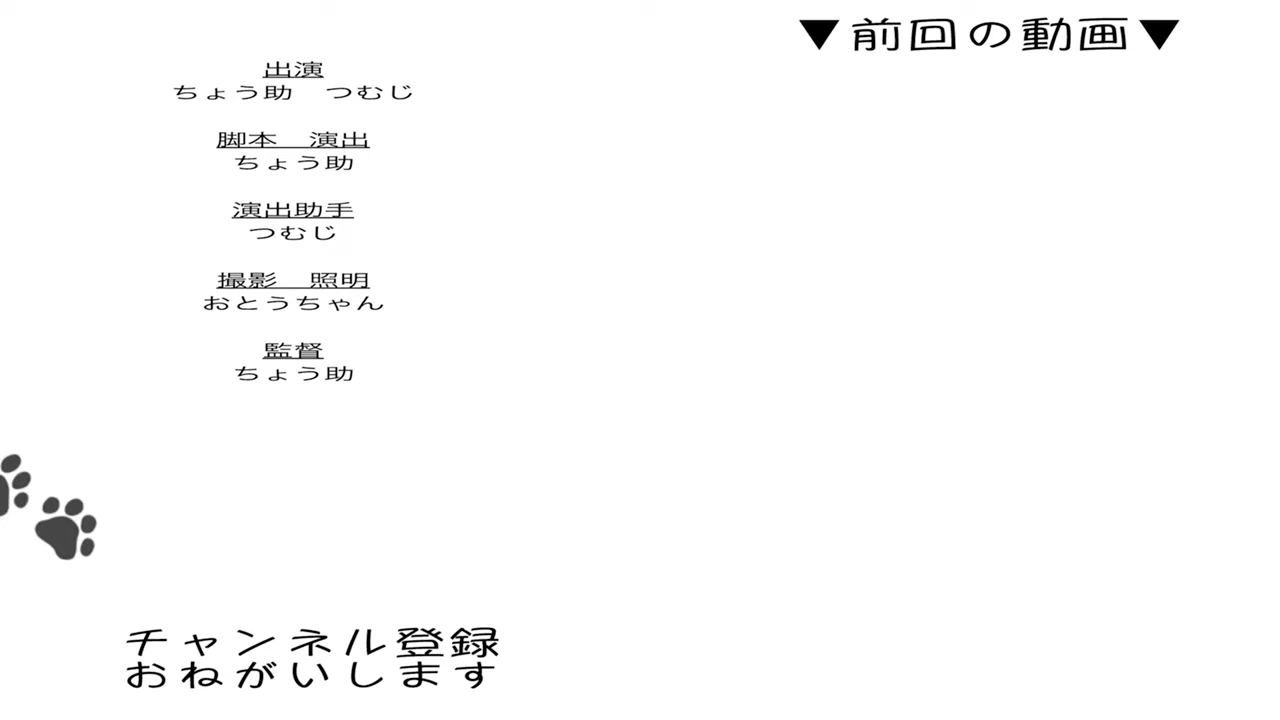 ▼前回の動画▼
出演
ちょう助　つむじ
脚本　演出
ちょう助
演出助手
つむじ
撮影　照明
おとうちゃん
監督
ちょう助
チャンネル登録
おねがいします